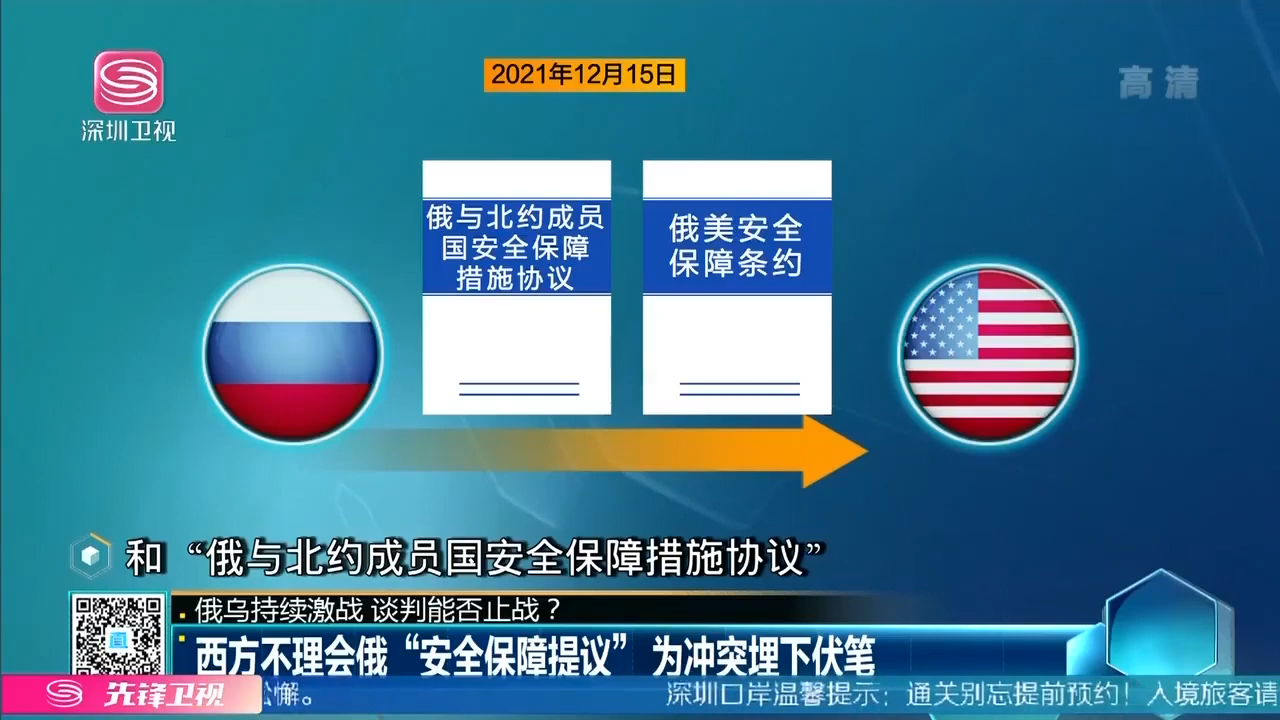 2021年12月15日
高清
深圳卫视
俄与北约成员
国安全保障
措施协议
俄美安全
保障条约
和“俄与北约成员国安全保障措施协议”
俄乌持续激战 谈判能否止战？
西方不理会俄“安全保障提议” 为冲突埋下伏笔
先锋卫视
懈。
深圳口岸温馨提示：通关别忘提前预约！入境旅客请